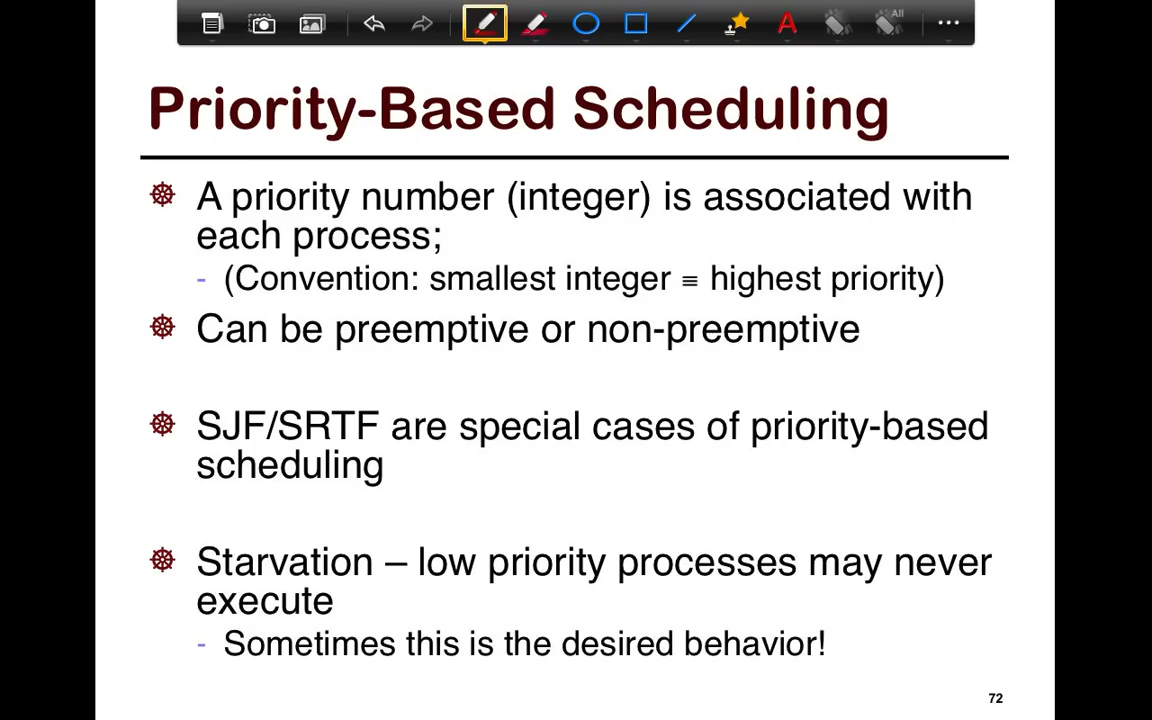 All
A
Priority-Based Scheduling
A priority number (integer) is associated with
each process;
- (Convention: smallest integer ≡ highest priority)
Can be preemptive or non-preemptive
SJF/SRTF are special cases of priority-based
scheduling
Starvation – low priority processes may never
execute
- Sometimes this is the desired behavior!
72